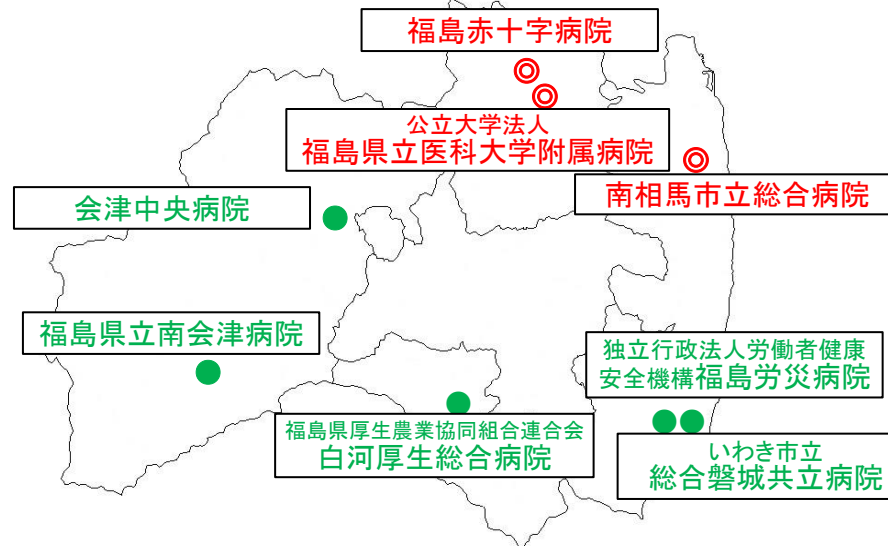 福島赤十字病院
公立大学法人
福島県立医科大学附属病院
南相馬市立総合病院
会津中央病院
福島県立南会津病院
独立行政法人労働者健康
安全機構福島労災病院
福島県厚生農業協同組合連合会
白河厚生総合病院
いわき市立
総合磐城共立病院